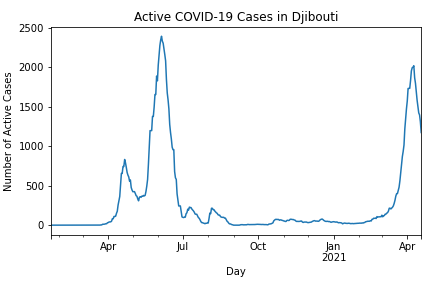 Active COVID-19 Cases in Djibouti
Number of Active Cases
2500
2000
1500
1000
500
0
Apr
Jul
Oct
Jan
2021
Apr
Day